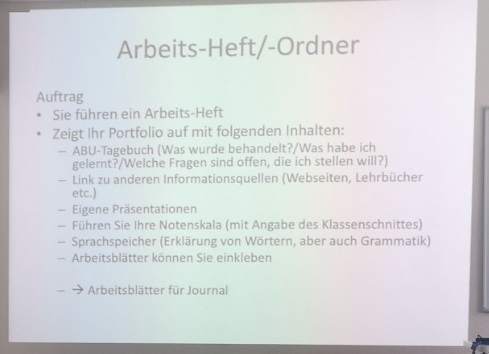 Arbeits-Heft/-Ordner
Auftrag
• Sie führen ein Arbeits-Heft
• Zeigt Ihr Portfolio auf mit folgenden Inhalten:
– ABU-Tagebuch (Was wurde behandelt?/Was habe ich
gelernt?/Welche Fragen sind offen, die ich stellen will?)
– Link zu anderen Informationsquellen (Webseiten, Lehrbücher
etc.)
– Eigene Präsentationen
– Führen Sie Ihre Notenskala (mit Angabe des Klassenschnittes)
– Sprachspeicher (Erklärung von Wörtern, aber auch Grammatik)
– Arbeitsblätter können Sie einkleben
– → Arbeitsblätter für Journal